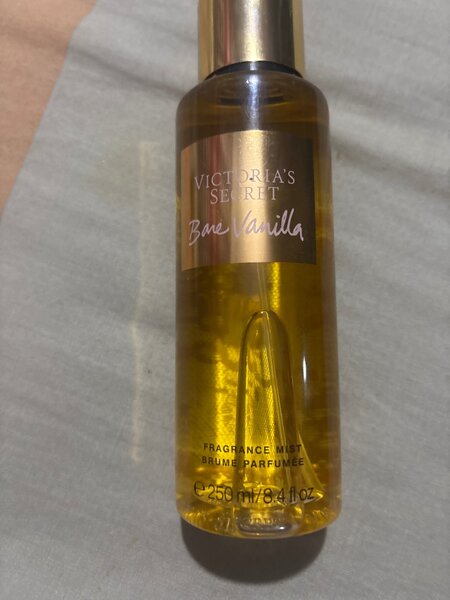 VICTORIA'S
SECRET
Bare Vanilla
FRAGRANCE MIST
BRUME PARFUMÉE
℮ 250 ml/8.4 fl oz